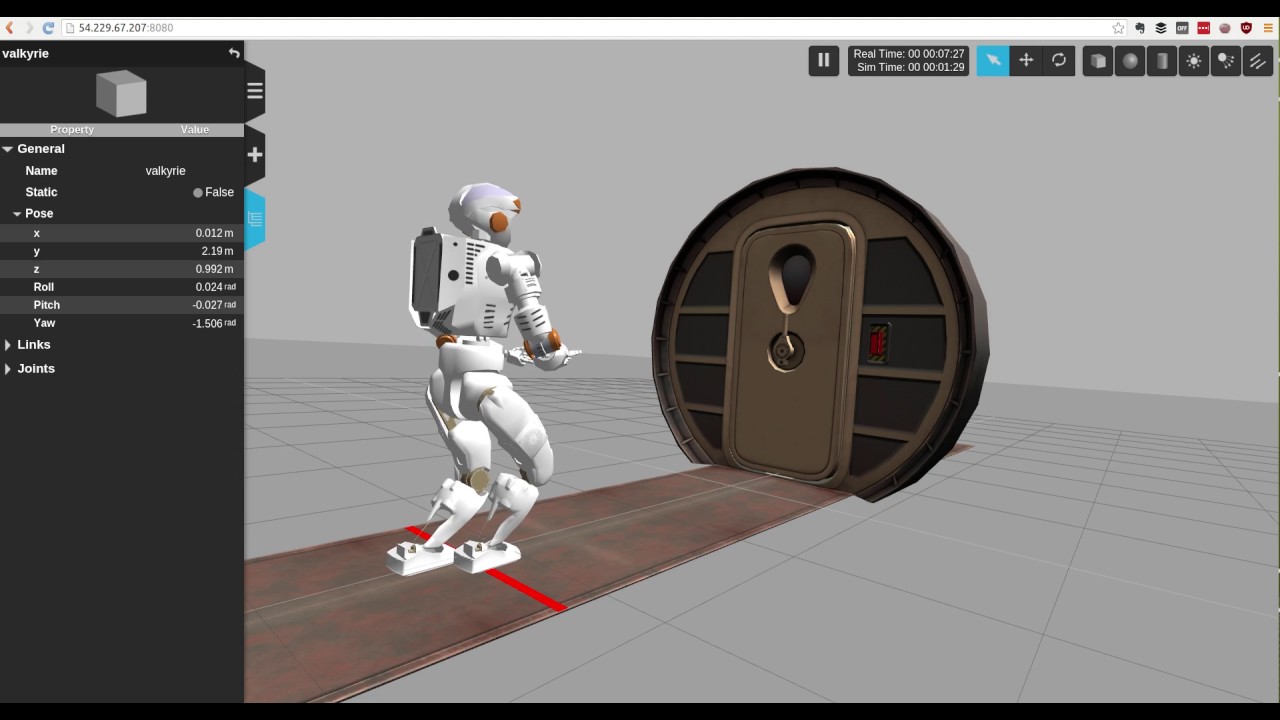 54.229.67.207:8080
valkyrie
Property Value
General
Name valkyrie
Static False
Pose
x 0.012 m
y 2.19 m
z 0.992 m
Roll 0.024 rad
Pitch -0.027 rad
Yaw -1.506 rad
Links
Joints
Real Time: 00 00:07:27
Sim Time: 00 00:01:29